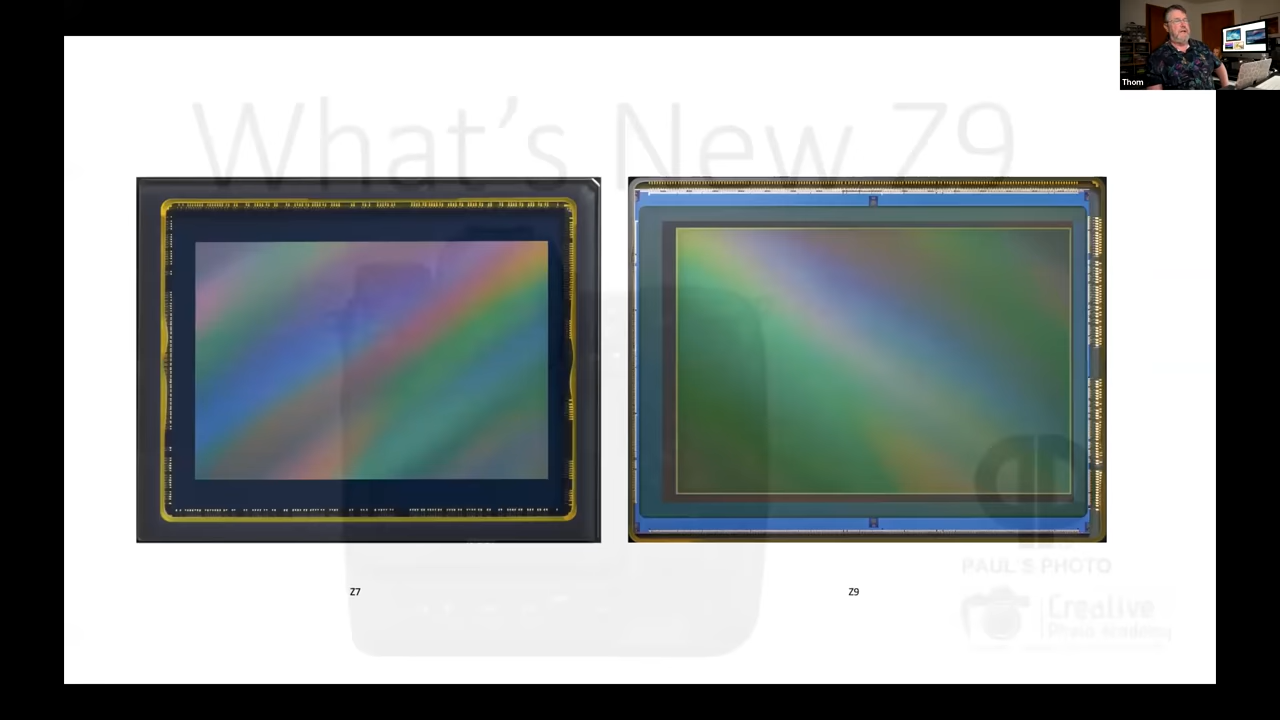 Thom
What's New Z9
Z7
Z9
PAUL'S PHOTO
Creative
Photo Academy